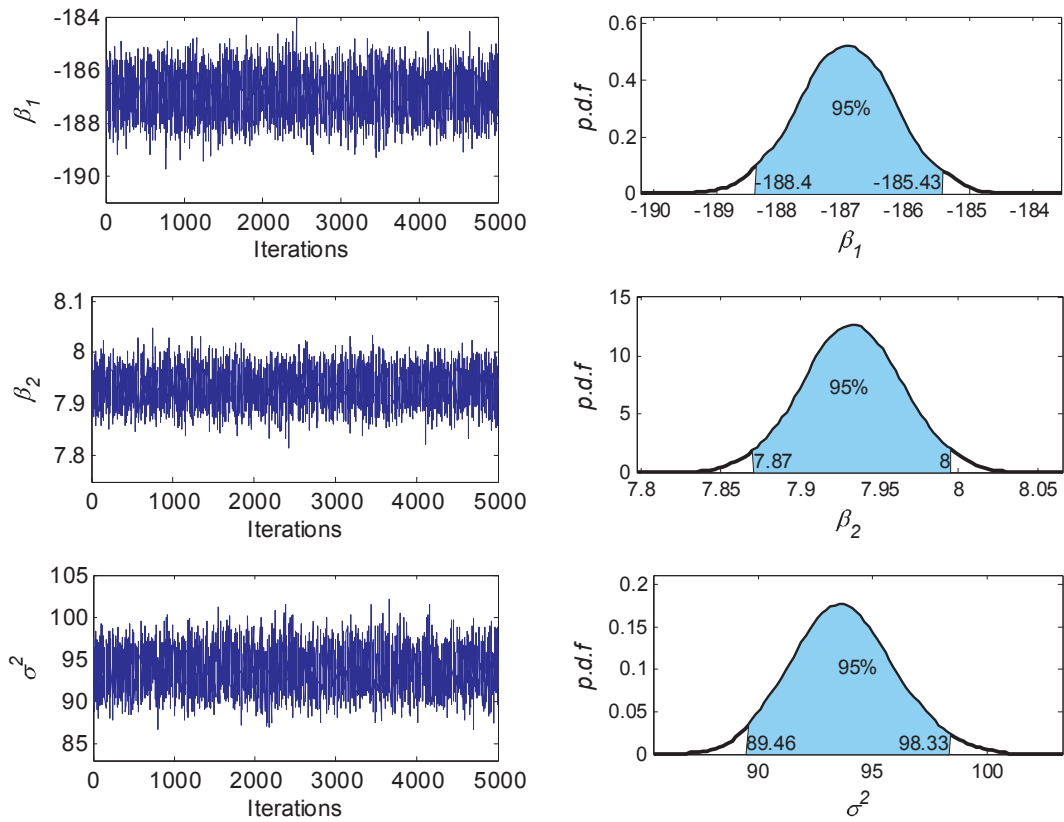 -184
-186
-188
-190
β1
0 1000 2000 3000 4000 5000
Iterations
0.6
0.4
0.2
0
p.d.f
95%
-188.4 -185.43
-190 -189 -188 -187 -186 -185 -184
β1
8.1
8
7.9
7.8
β2
0 1000 2000 3000 4000 5000
Iterations
15
10
5
0
p.d.f
95%
7.87 8
7.8 7.85 7.9 7.95 8 8.05
β2
105
100
95
90
85
σ2
0 1000 2000 3000 4000 5000
Iterations
0.2
0.15
0.1
0.05
0
p.d.f
95%
89.46 98.33
90 95 100
σ2